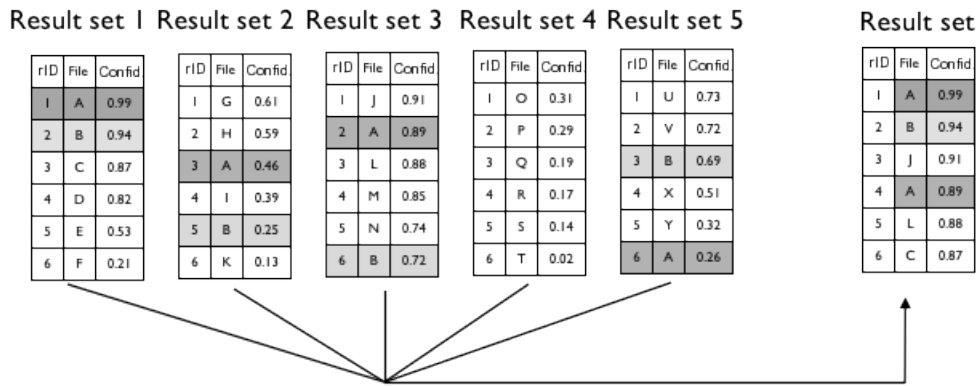 Result set 1 Result set 2 Result set 3 Result set 4 Result set 5 Result set
rID File Confid.
1 A 0.99
2 B 0.94
3 C 0.87
4 D 0.82
5 E 0.53
6 F 0.21
rID File Confid.
1 G 0.61
2 H 0.59
3 A 0.46
4 I 0.39
5 B 0.25
6 K 0.13
rID File Confid.
1 J 0.91
2 A 0.89
3 L 0.88
4 M 0.85
5 N 0.74
6 B 0.72
rID File Confid.
1 O 0.31
2 P 0.29
3 Q 0.19
4 R 0.17
5 S 0.14
6 T 0.02
rID File Confid.
1 U 0.73
2 V 0.72
3 B 0.69
4 X 0.51
5 Y 0.32
6 A 0.26
rID File Confid.
1 A 0.99
2 B 0.94
3 J 0.91
4 A 0.89
5 L 0.88
6 C 0.87